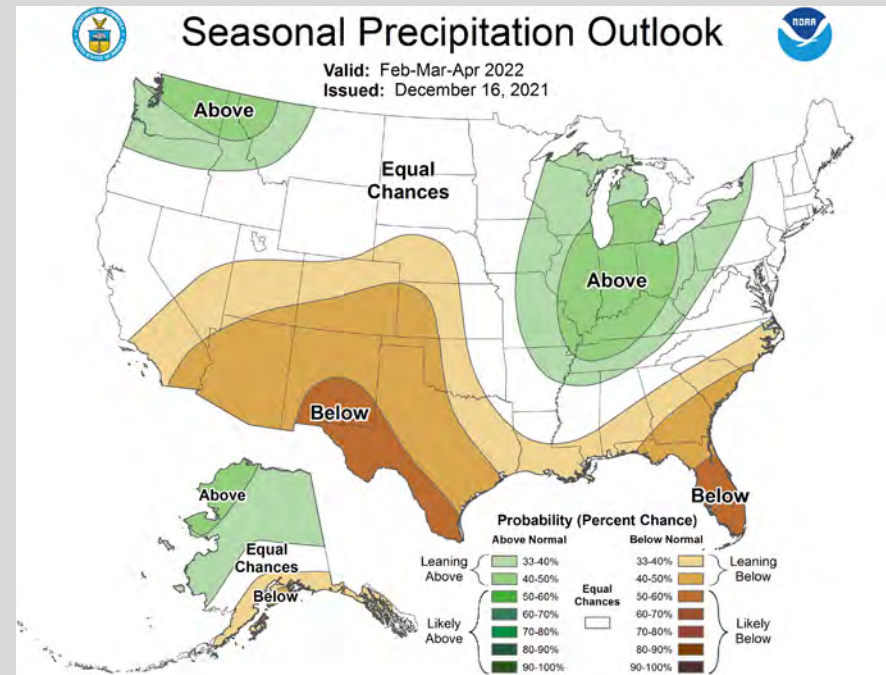 Seasonal Precipitation Outlook
NOAA
Valid: Feb-Mar-Apr 2022
Issued: December 16, 2021
Above
Equal
Chances
Above
Below
Below
Above
Equal
Chances
Below
Probability (Percent Chance)
Above Normal
Below Normal
Leaning
Above
33-40%
40-50%
50-60%
60-70%
70-80%
80-90%
90-100%
Likely
Above
Equal
Chances
33-40%
40-50%
50-60%
60-70%
70-80%
80-90%
90-100%
Leaning
Below
Likely
Below